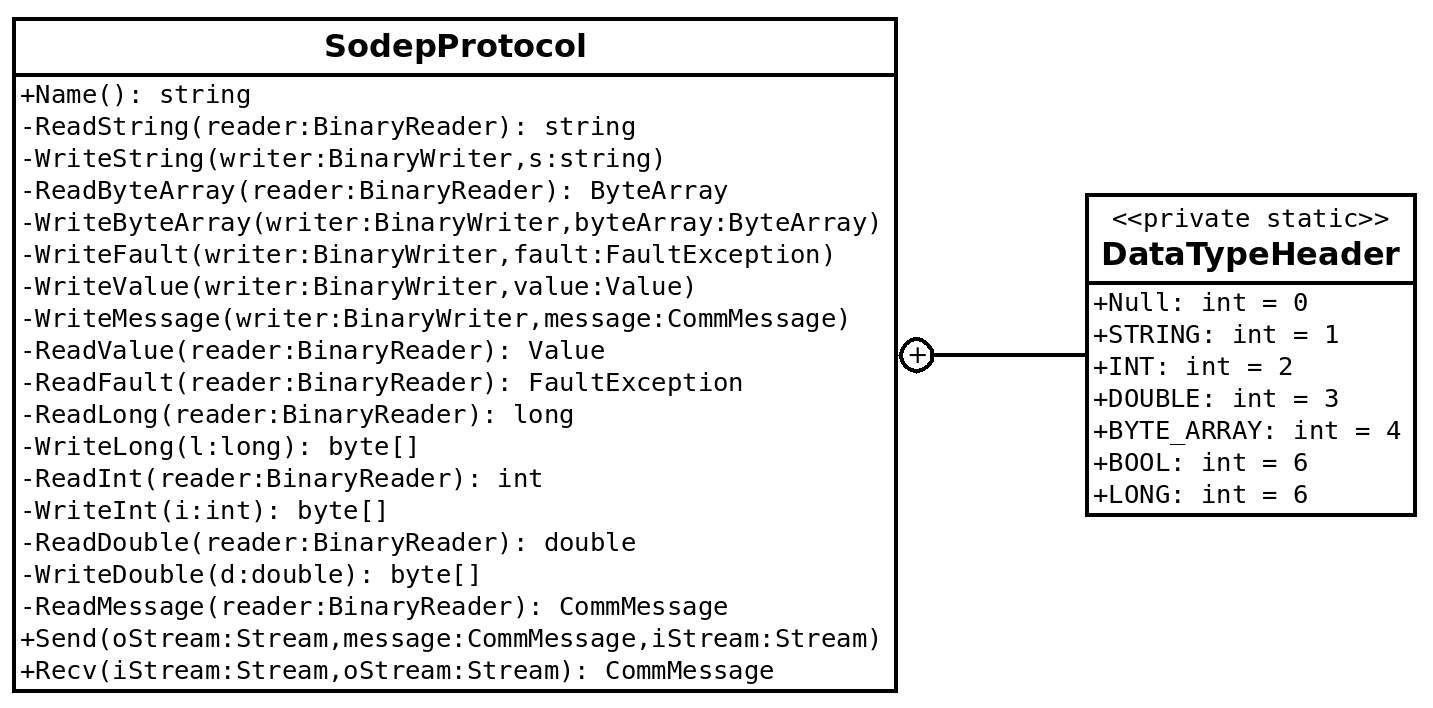 SodepProtocol
+Name(): string
-ReadString(reader:BinaryReader): string
-WriteString(writer:BinaryWriter,s:string)
-ReadByteArray(reader:BinaryReader): ByteArray
-WriteByteArray(writer:BinaryWriter,byteArray:ByteArray)
-WriteFault(writer:BinaryWriter,fault:FaultException)
-WriteValue(writer:BinaryWriter,value:Value)
-WriteMessage(writer:BinaryWriter,message:CommMessage)
-ReadValue(reader:BinaryReader): Value
-ReadFault(reader:BinaryReader): FaultException
-ReadLong(reader:BinaryReader): long
-WriteLong(l:long): byte[]
-ReadInt(reader:BinaryReader): int
-WriteInt(i:int): byte[]
-ReadDouble(reader:BinaryReader): double
-WriteDouble(d:double): byte[]
-ReadMessage(reader:BinaryReader): CommMessage
+Send(oStream:Stream,message:CommMessage,iStream:Stream)
+Recv(iStream:Stream,oStream:Stream): CommMessage
+
<<private static>>
DataTypeHeader
+Null: int = 0
+STRING: int = 1
+INT: int = 2
+DOUBLE: int = 3
+BYTE_ARRAY: int = 4
+BOOL: int = 6
+LONG: int = 6